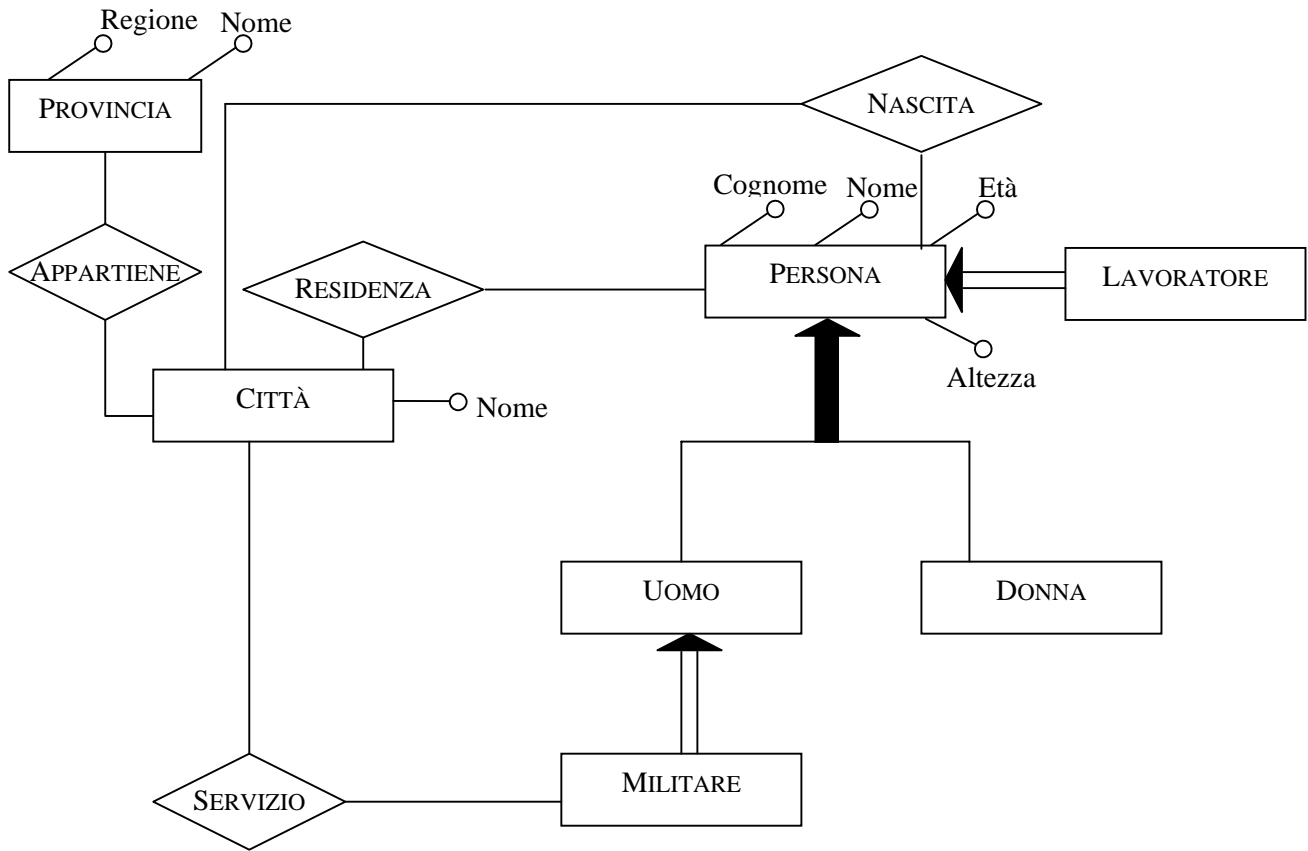 Regione
Nome
PROVINCIA
NASCITA
Cognome
Nome
Età
APPARTIENE
RESIDENZA
PERSONA
LAVORATORE
Altezza
CITTÀ
Nome
UOMO
DONNA
MILITARE
SERVIZIO